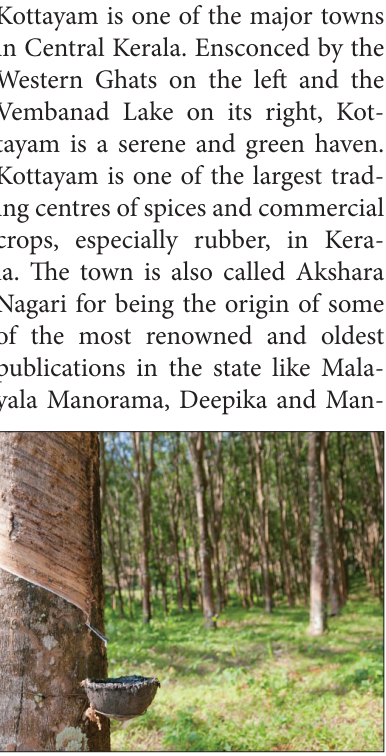 Kottayam is one of the major towns
in Central Kerala. Ensconced by the
Western Ghats on the left and the
Vembanad Lake on its right, Kot-
tayam is a serene and green haven.
Kottayam is one of the largest trad-
ing centres of spices and commercial
crops, especially rubber, in Kera-
la. The town is also called Akshara
Nagari for being the origin of some
of the most renowned and oldest
publications in the state like Mala-
yala Manorama, Deepika and Man-